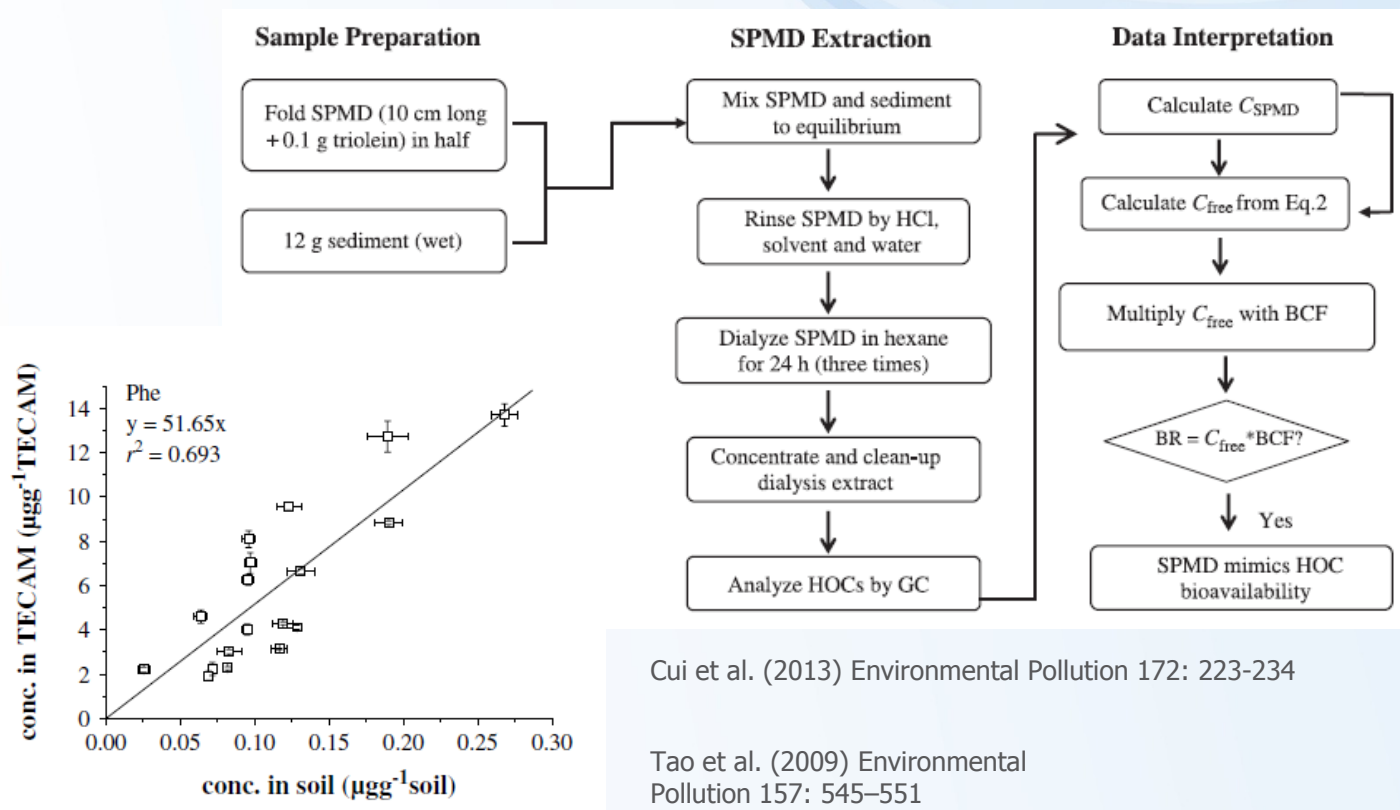 Sample Preparation
Fold SPMD (10 cm long
+0.1 g triolein) in half
12 g sediment (wet)
SPMD Extraction
Mix SPMD and sediment
to equilibrium
Rinse SPMD by HCl,
solvent and water
Dialyze SPMD in hexane
for 24 h (three times)
Concentrate and clean-up
dialysis extract
Analyze HOCs by GC
Data Interpretation
Calculate C_SPMD
Calculate C_free from Eq.2
Multiply C_free with BCF
BR = C_free*BCF?
Yes
SPMD mimics HOC
bioavailability
conc. in TECAM (µgg⁻¹TECAM)
Phe
y = 51.65x
r² = 0.693
14
12
10
8
6
4
2
0
0.00 0.05 0.10 0.15 0.20 0.25 0.30
conc. in soil (µgg⁻¹soil)
Cui et al. (2013) Environmental Pollution 172: 223-234
Tao et al. (2009) Environmental
Pollution 157: 545–551